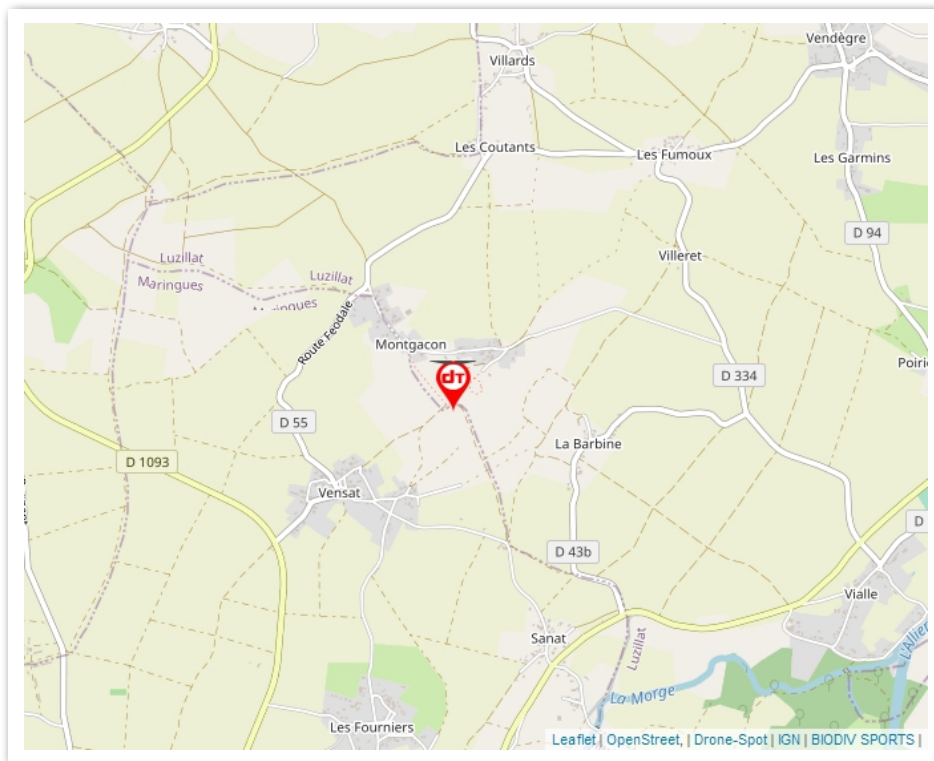 Vendègre
Villards
Les Coutants
Les Fumoux
Les Garmins
D 94
Luzillat
Maringues
Luzillat
Maringues
Villeret
Route Feodale
Montgacon
Poiri
dT
D 334
D 55
La Barbine
D 1093
Vensat
D
D 43b
Vialle
Sanat
Luzillat
L'Allier
La Morge
Les Fourniers
Leaflet | OpenStreet, | Drone-Spot | IGN | BIODIV SPORTS |